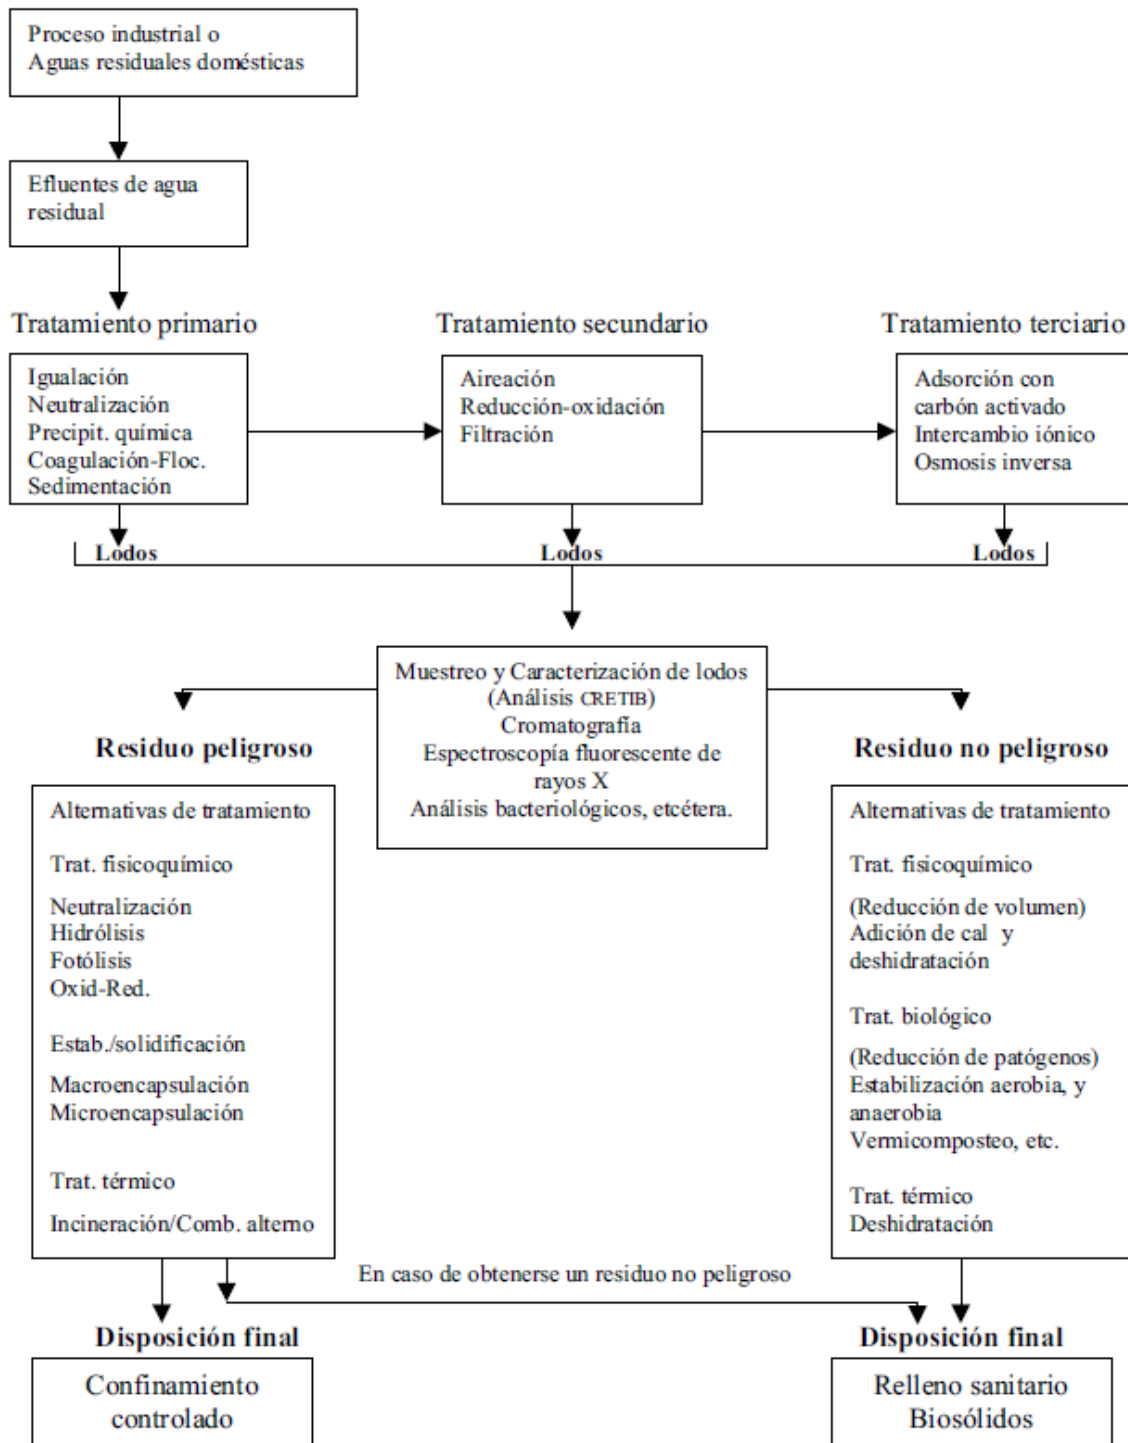 Proceso industrial o
Aguas residuales domésticas
Efluentes de agua
residual
Tratamiento primario
Igualación
Neutralización
Precipit. química
Coagulación-Floc.
Sedimentación
Tratamiento secundario
Aireación
Reducción-oxidación
Filtración
Tratamiento terciario
Adsorción con
carbón activado
Intercambio iónico
Osmosis inversa
Lodos
Lodos
Lodos
Muestreo y Caracterización de lodos
(Análisis CRETIB)
Cromatografía
Espectroscopía fluorescente de
rayos X
Análisis bacteriológicos, etcétera.
Residuo peligroso
Alternativas de tratamiento
Trat. fisicoquímico
Neutralización
Hidrólisis
Fotólisis
Oxid-Red.
Estab./solidificación
Macroencapsulación
Microencapsulación
Trat. térmico
Incineración/Comb. alterno
Residuo no peligroso
Alternativas de tratamiento
Trat. fisicoquímico
(Reducción de volumen)
Adición de cal y
deshidratación
Trat. biológico
(Reducción de patógenos)
Estabilización aerobia, y
anaerobia
Vermicomposteo, etc.
Trat. térmico
Deshidratación
En caso de obtenerse un residuo no peligroso
Disposición final
Confinamiento
controlado
Disposición final
Relleno sanitario
Biosólidos